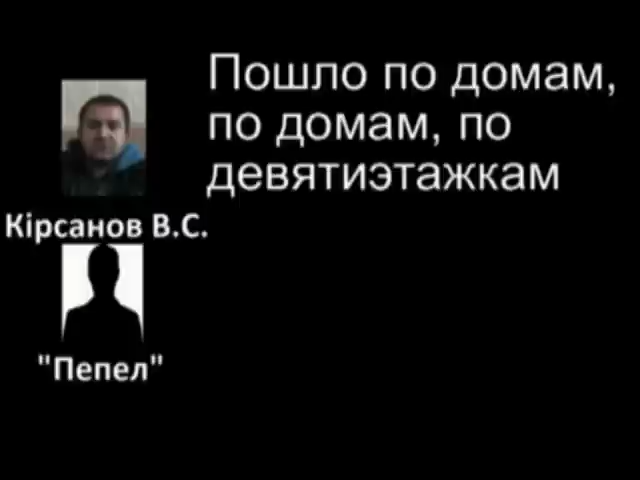 Пошло по домам,
по домам, по
девятиэтажкам
Кірсанов В.С.
"Пепел"